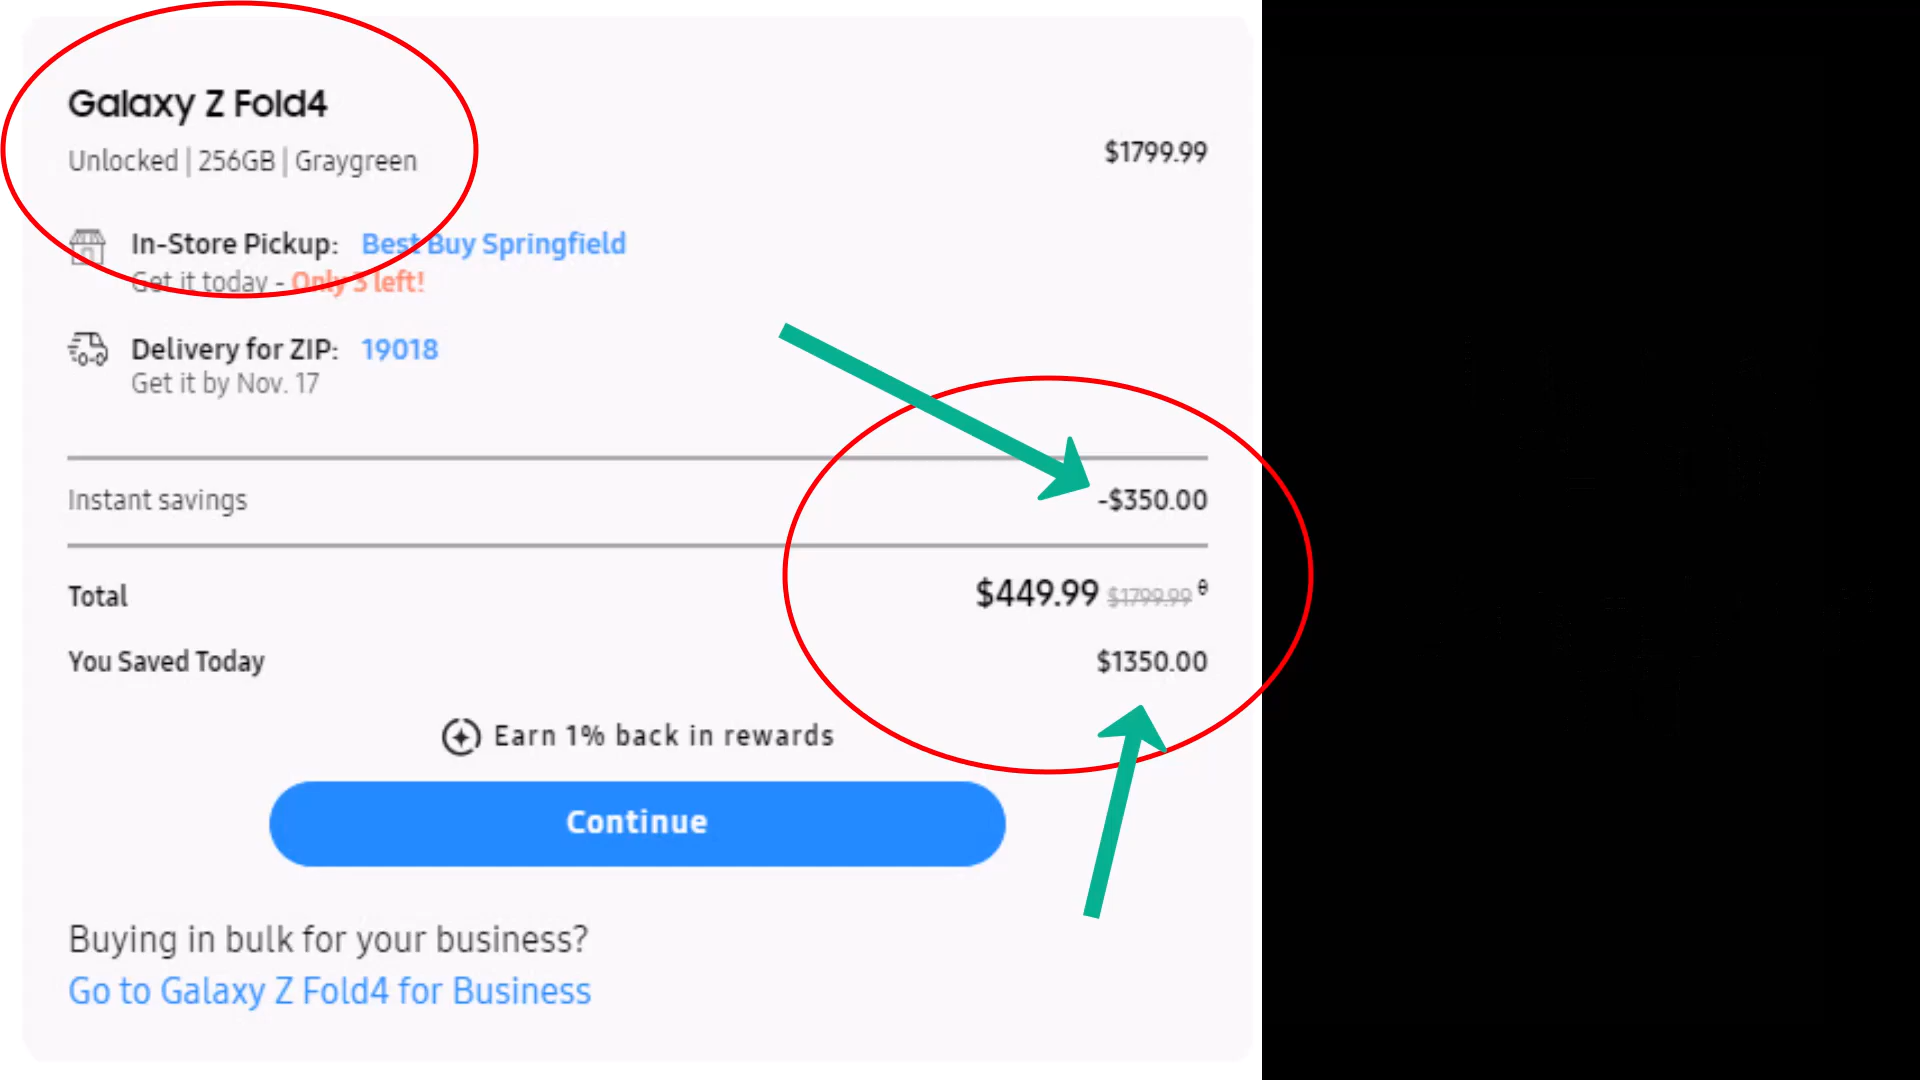 Galaxy Z Fold4
Unlocked | 256GB | Graygreen
$1799.99
In-Store Pickup: Best Buy Springfield
Get it today - Only 3 left!
Delivery for ZIP: 19018
Get it by Nov. 17
Instant savings -$350.00
Total $449.99 $1799.99 θ
You Saved Today $1350.00
Earn 1% back in rewards
Continue
Buying in bulk for your business?
Go to Galaxy Z Fold4 for Business